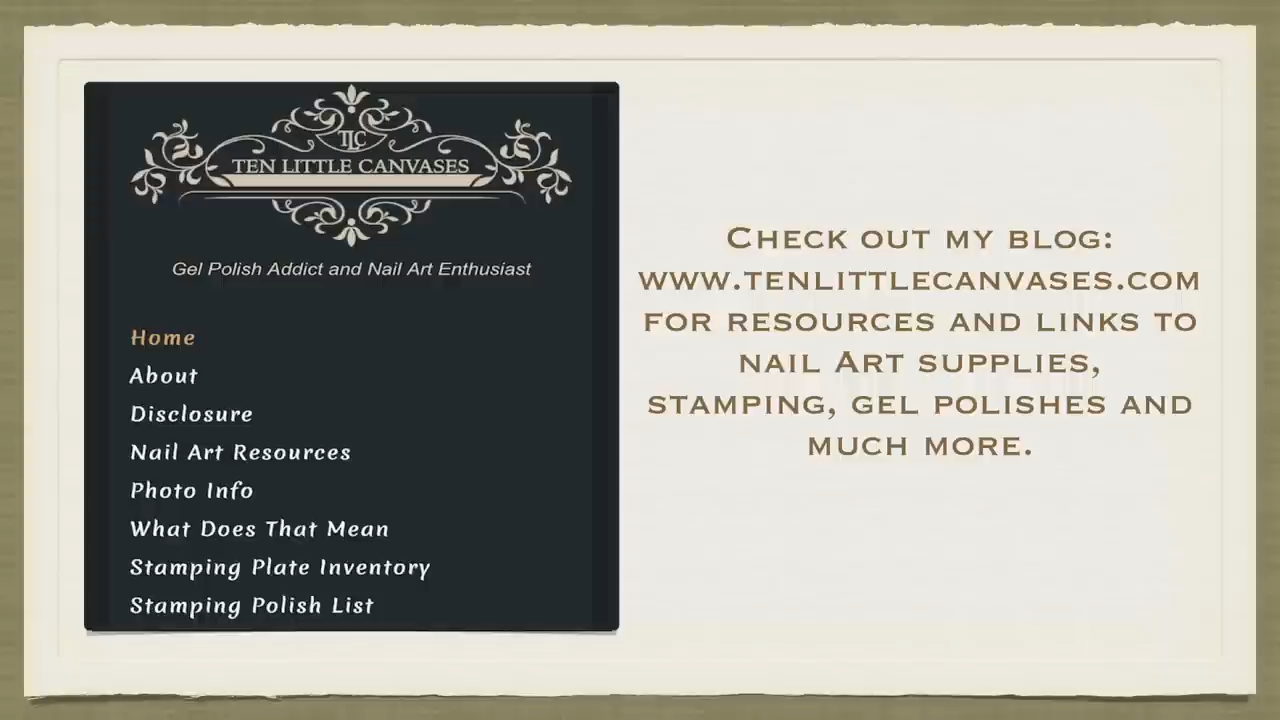 TLC
TEN LITTLE CANVASES
Gel Polish Addict and Nail Art Enthusiast
Home
About
Disclosure
Nail Art Resources
Photo Info
What Does That Mean
Stamping Plate Inventory
Stamping Polish List
Check out my blog:
www.tenlittlecanvases.com
for resources and links to
nail Art supplies,
stamping, gel polishes and
much more.